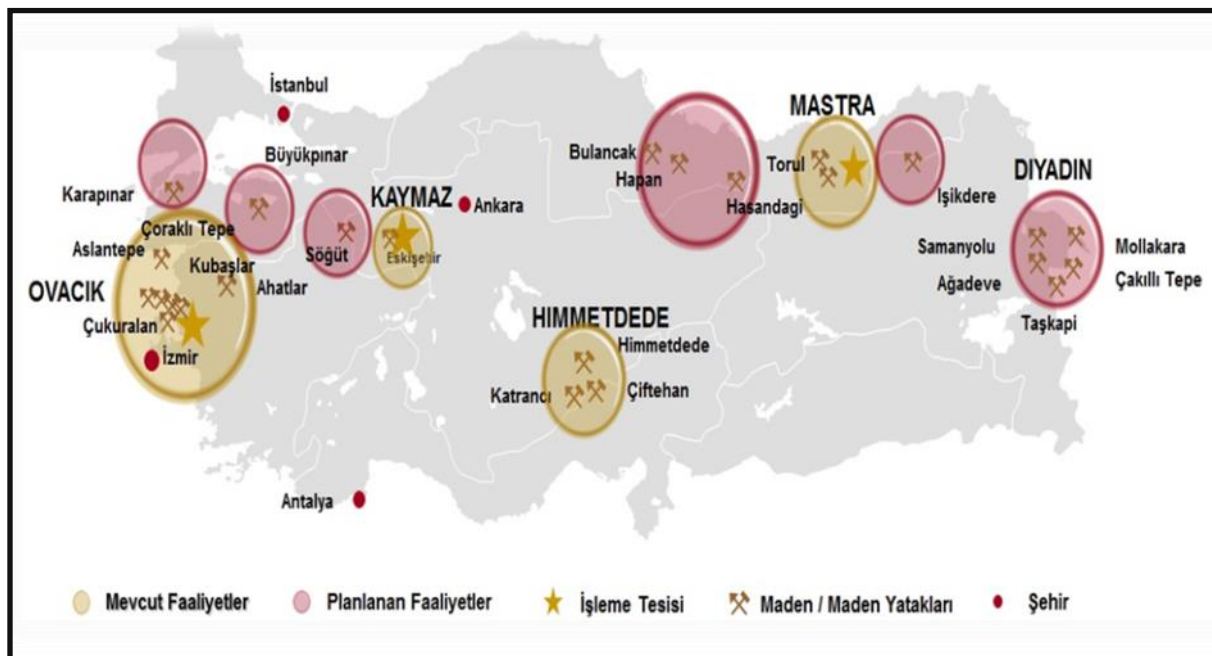 İstanbul
MASTRA
Büyükpınar
Bulancak
Torul
DIYADIN
Hapan
Karapınar
KAYMAZ
Ankara
Hasandagi
Işikdere
Çoraklı Tepe
Aslantepe
Söğüt
Eskişehir
Samanyolu
Mollakara
Kubaşlar
Ahatlar
Ağadeve
Çakıllı Tepe
OVACIK
Taşkapi
Çukuralan
HIMMETDEDE
Himmetdede
İzmir
Katrancı
Çiftehan
Antalya
Mevcut Faaliyetler
Planlanan Faaliyetler
İşleme Tesisi
Maden / Maden Yatakları
Şehir